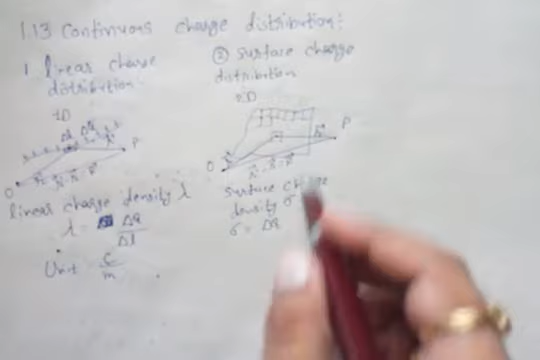 1.13 Continuous charge distribution:
1. linear charge
distribution
1D
ΔQ
P
O
linear charge density λ
λ = ΔQ
Δl
Unit = C
m
② surface charge
distribution
2D
P
O
surface charge
density σ
σ = ΔQ